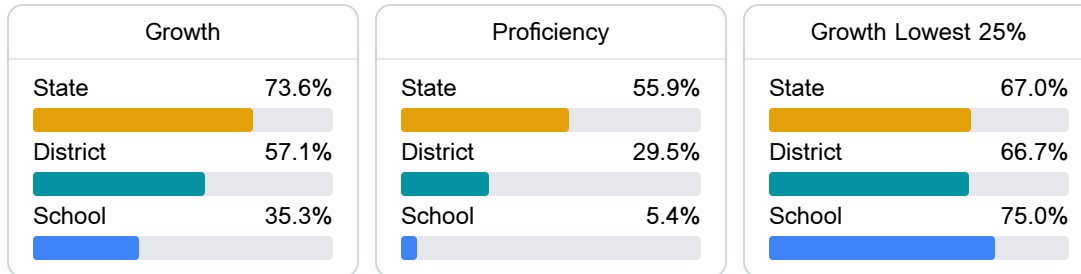 Growth
State 73.6%
District 57.1%
School 35.3%
Proficiency
State 55.9%
District 29.5%
School 5.4%
Growth Lowest 25%
State 67.0%
District 66.7%
School 75.0%